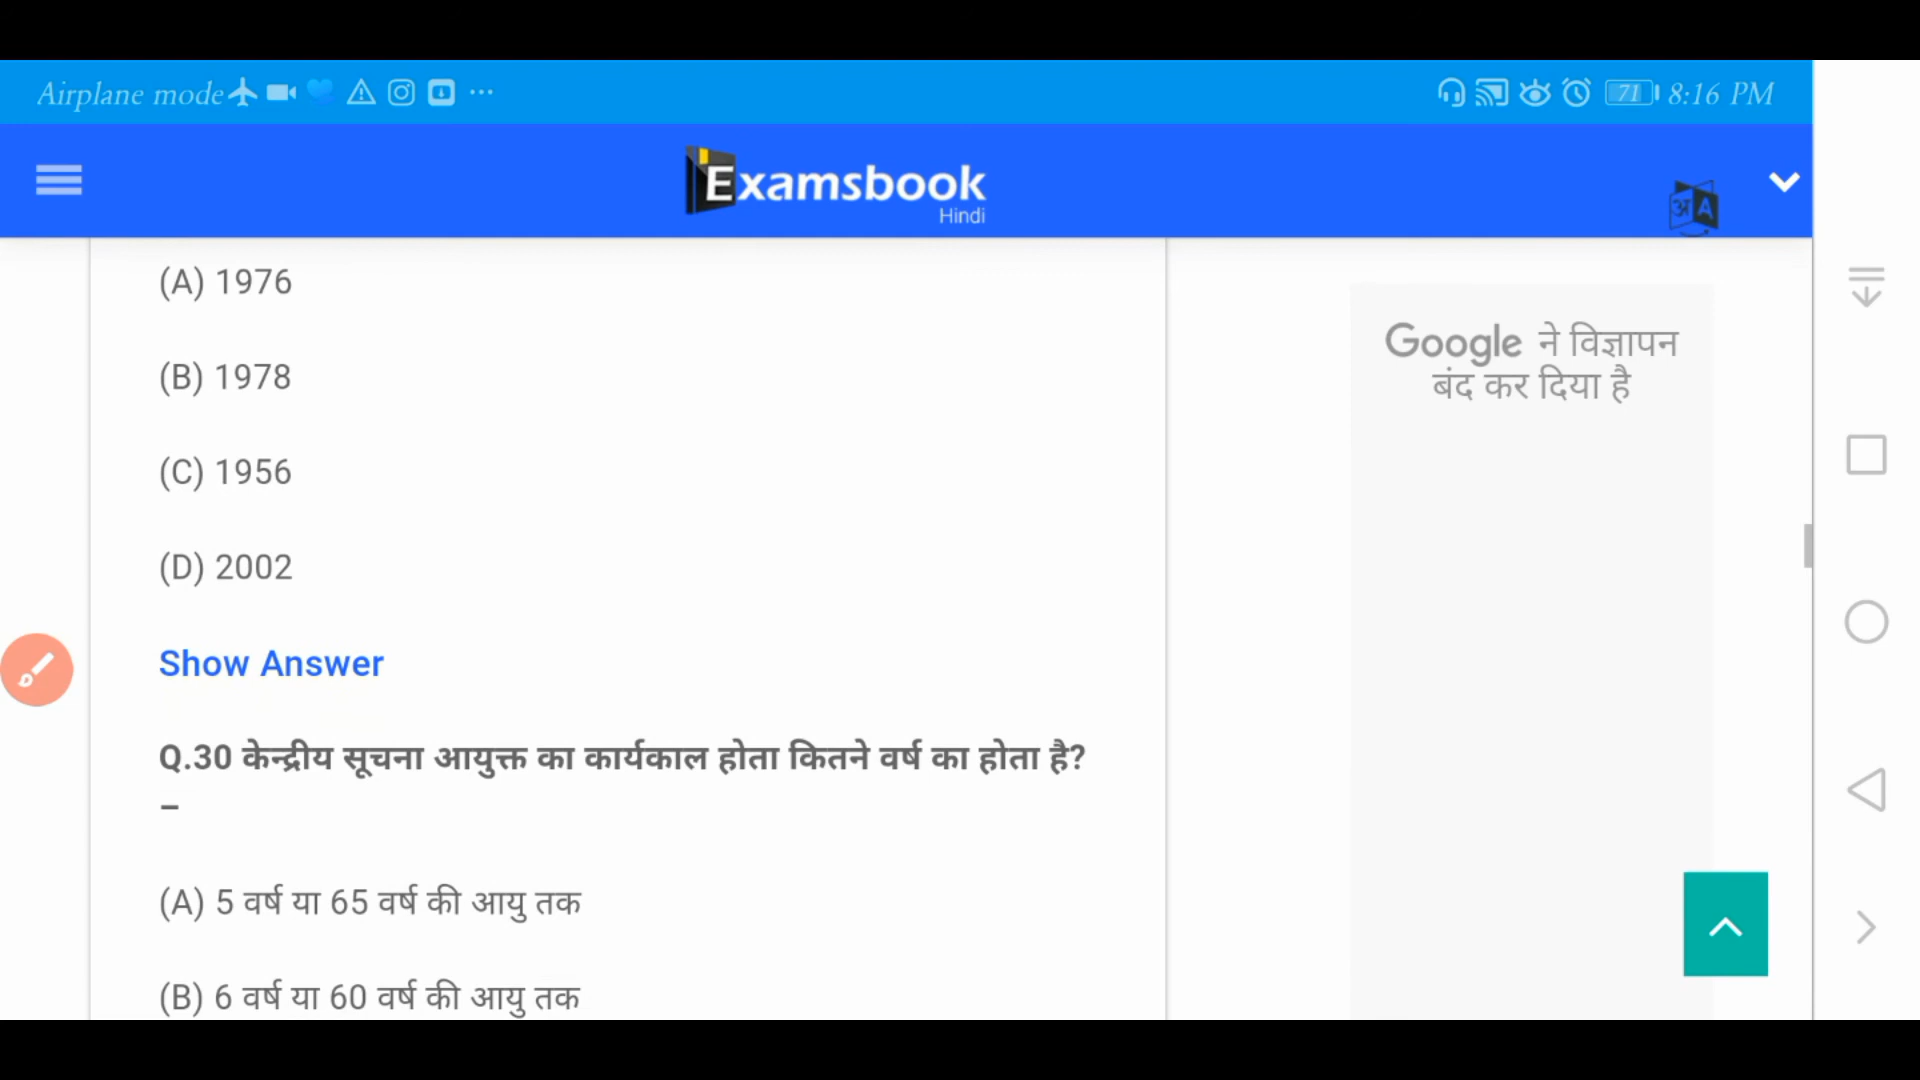 Airplane mode ... 71 8:16 PM
Examsbook
Hindi
अ A
(A) 1976
(B) 1978
(C) 1956
(D) 2002
Show Answer
Q.30 केन्द्रीय सूचना आयुक्त का कार्यकाल होता कितने वर्ष का होता है?
–
(A) 5 वर्ष या 65 वर्ष की आयु तक
(B) 6 वर्ष या 60 वर्ष की आयु तक
Google ने विज्ञापन
बंद कर दिया है